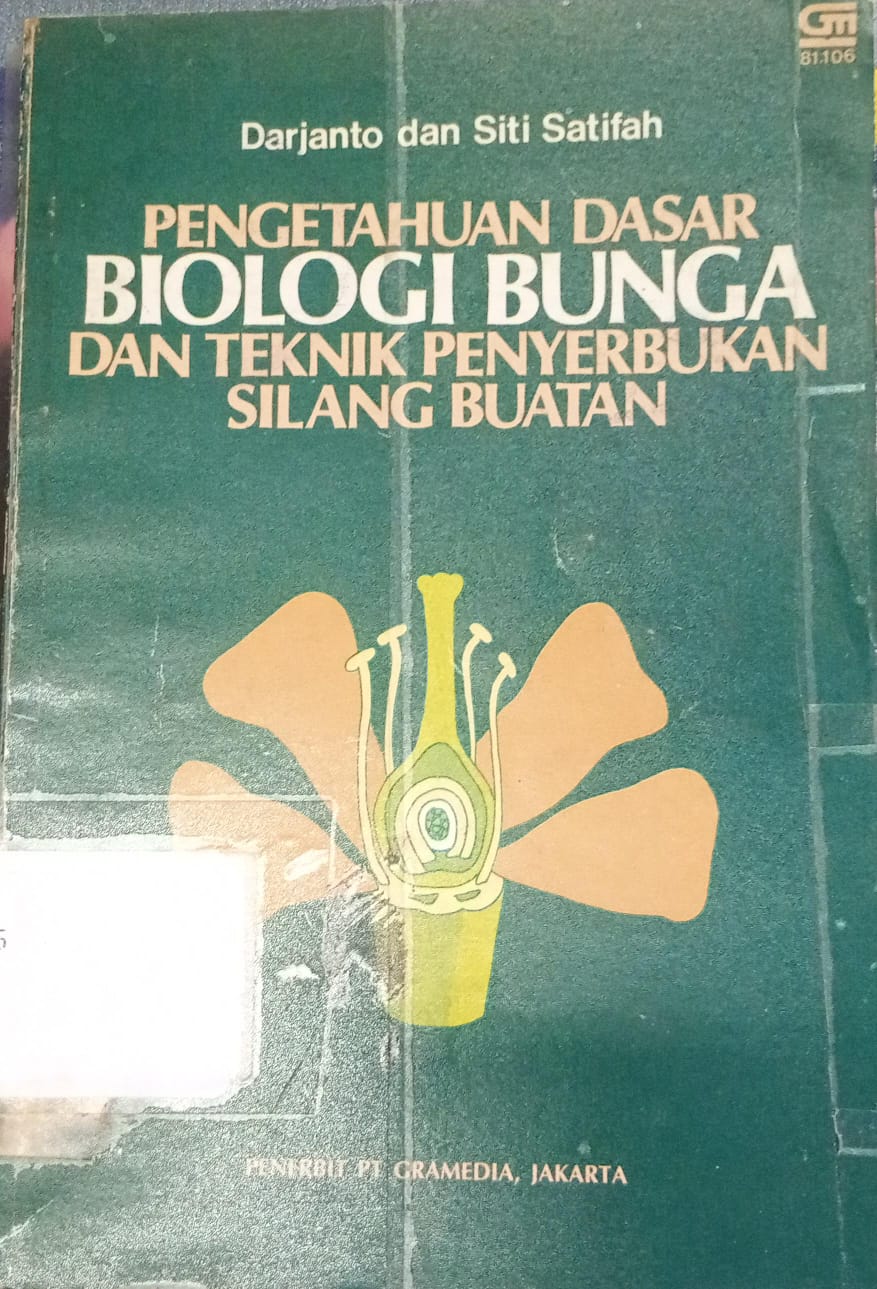 GM
81.106
Darjanto dan Siti Satifah
PENGETAHUAN DASAR
BIOLOGI BUNGA
DAN TEKNIK PENYERBUKAN
SILANG BUATAN
5
PENERBIT PT GRAMEDIA, JAKARTA